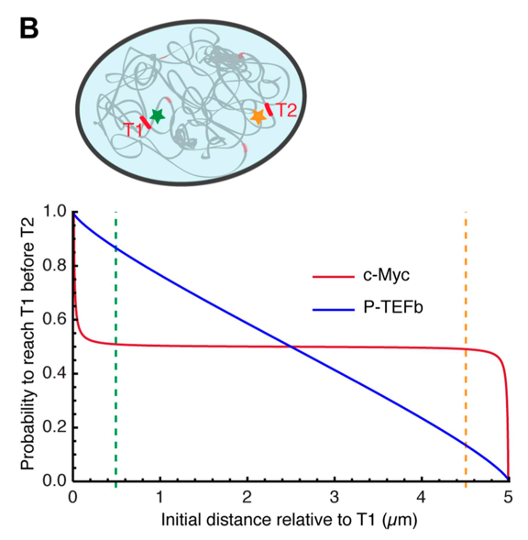 B
T1
T2
Probability to reach T1 before T2
1.0
0.8
0.6
0.4
0.2
0.0
c-Myc
P-TEFb
0 1 2 3 4 5
Initial distance relative to T1 (μm)